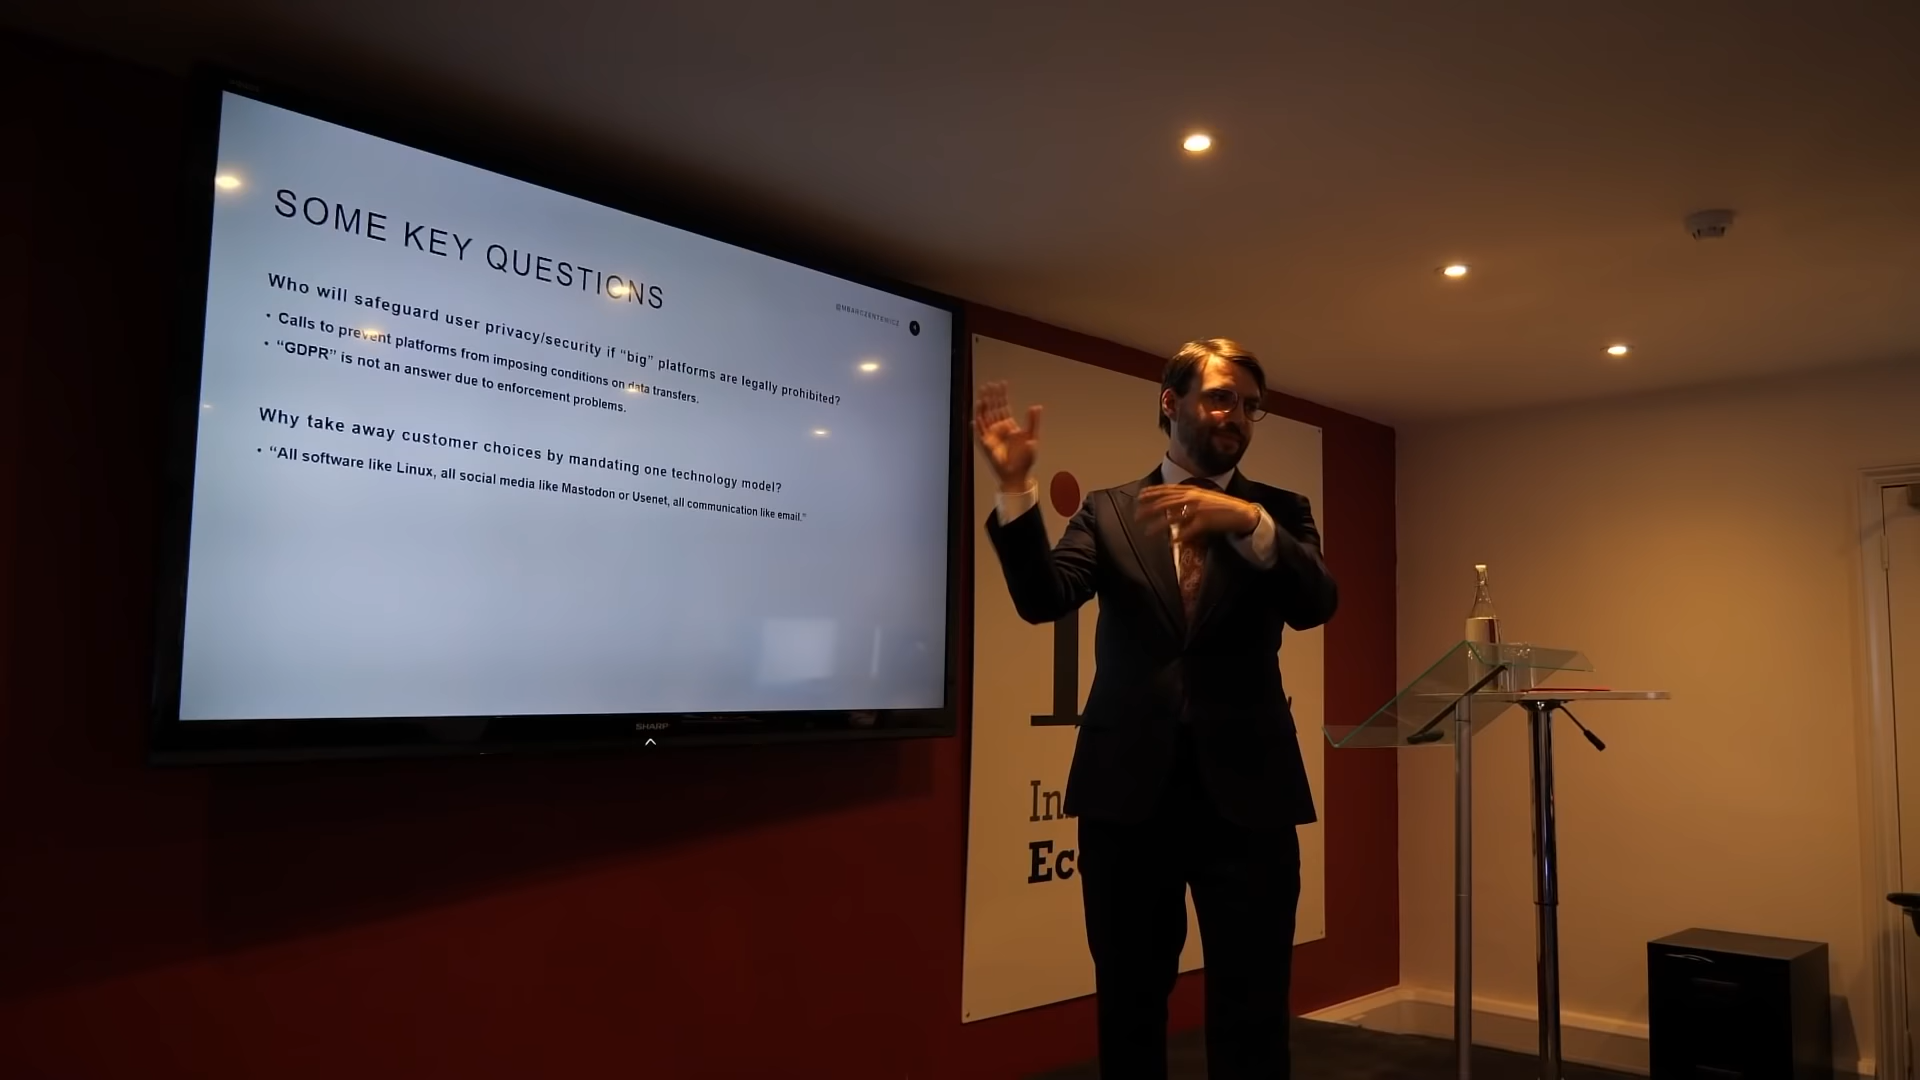 SOME KEY QUESTIONS
@MBARCZENTEWICZ
Who will safeguard user privacy/security if “big” platforms are legally prohibited?
• Calls to prevent platforms from imposing conditions on data transfers.
• “GDPR” is not an answer due to enforcement problems.
Why take away customer choices by mandating one technology model?
• “All software like Linux, all social media like Mastodon or Usenet, all communication like email.”
SHARP
i
In
Ec